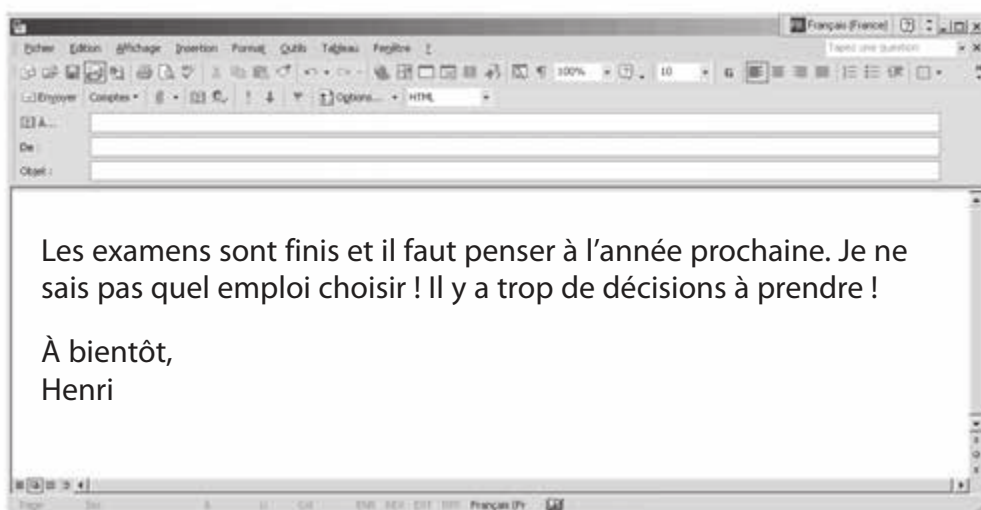 Français (France)
Fichier Edition Affichage Insertion Format Outils Tableau Fenêtre ?
Tapez une question
100% 10 G
Envoyer Comptes Options... HTML
À...
De :
Objet :
Les examens sont finis et il faut penser à l’année prochaine. Je ne
sais pas quel emploi choisir ! Il y a trop de décisions à prendre !
À bientôt,
Henri
Français (Fr